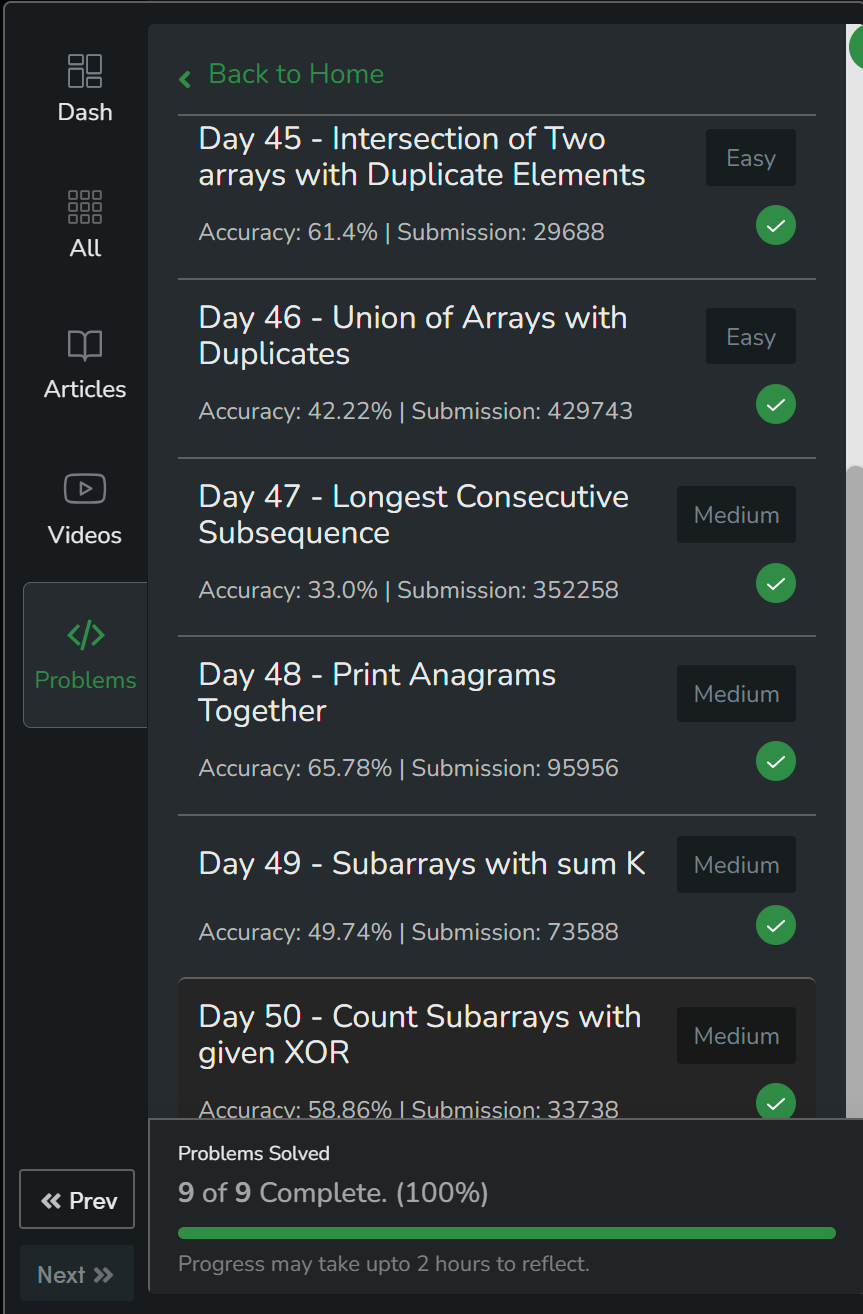 Dash
All
Articles
Videos
Problems
Prev
Next
Back to Home
Day 45 - Intersection of Two
arrays with Duplicate Elements
Easy
Accuracy: 61.4% | Submission: 29688
Day 46 - Union of Arrays with
Duplicates
Easy
Accuracy: 42.22% | Submission: 429743
Day 47 - Longest Consecutive
Subsequence
Medium
Accuracy: 33.0% | Submission: 352258
Day 48 - Print Anagrams
Together
Medium
Accuracy: 65.78% | Submission: 95956
Day 49 - Subarrays with sum K
Medium
Accuracy: 49.74% | Submission: 73588
Day 50 - Count Subarrays with
given XOR
Medium
Accuracy: 58.86% | Submission: 33738
Problems Solved
9 of 9 Complete. (100%)
Progress may take upto 2 hours to reflect.